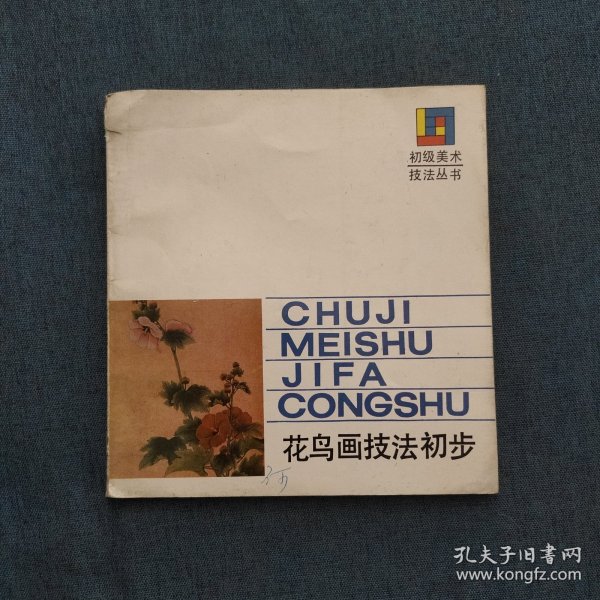 初级美术
技法丛书
CHUJI
MEISHU
JIFA
CONGSHU
花鸟画技法初步
孔夫子旧书网
www.kongfz.com